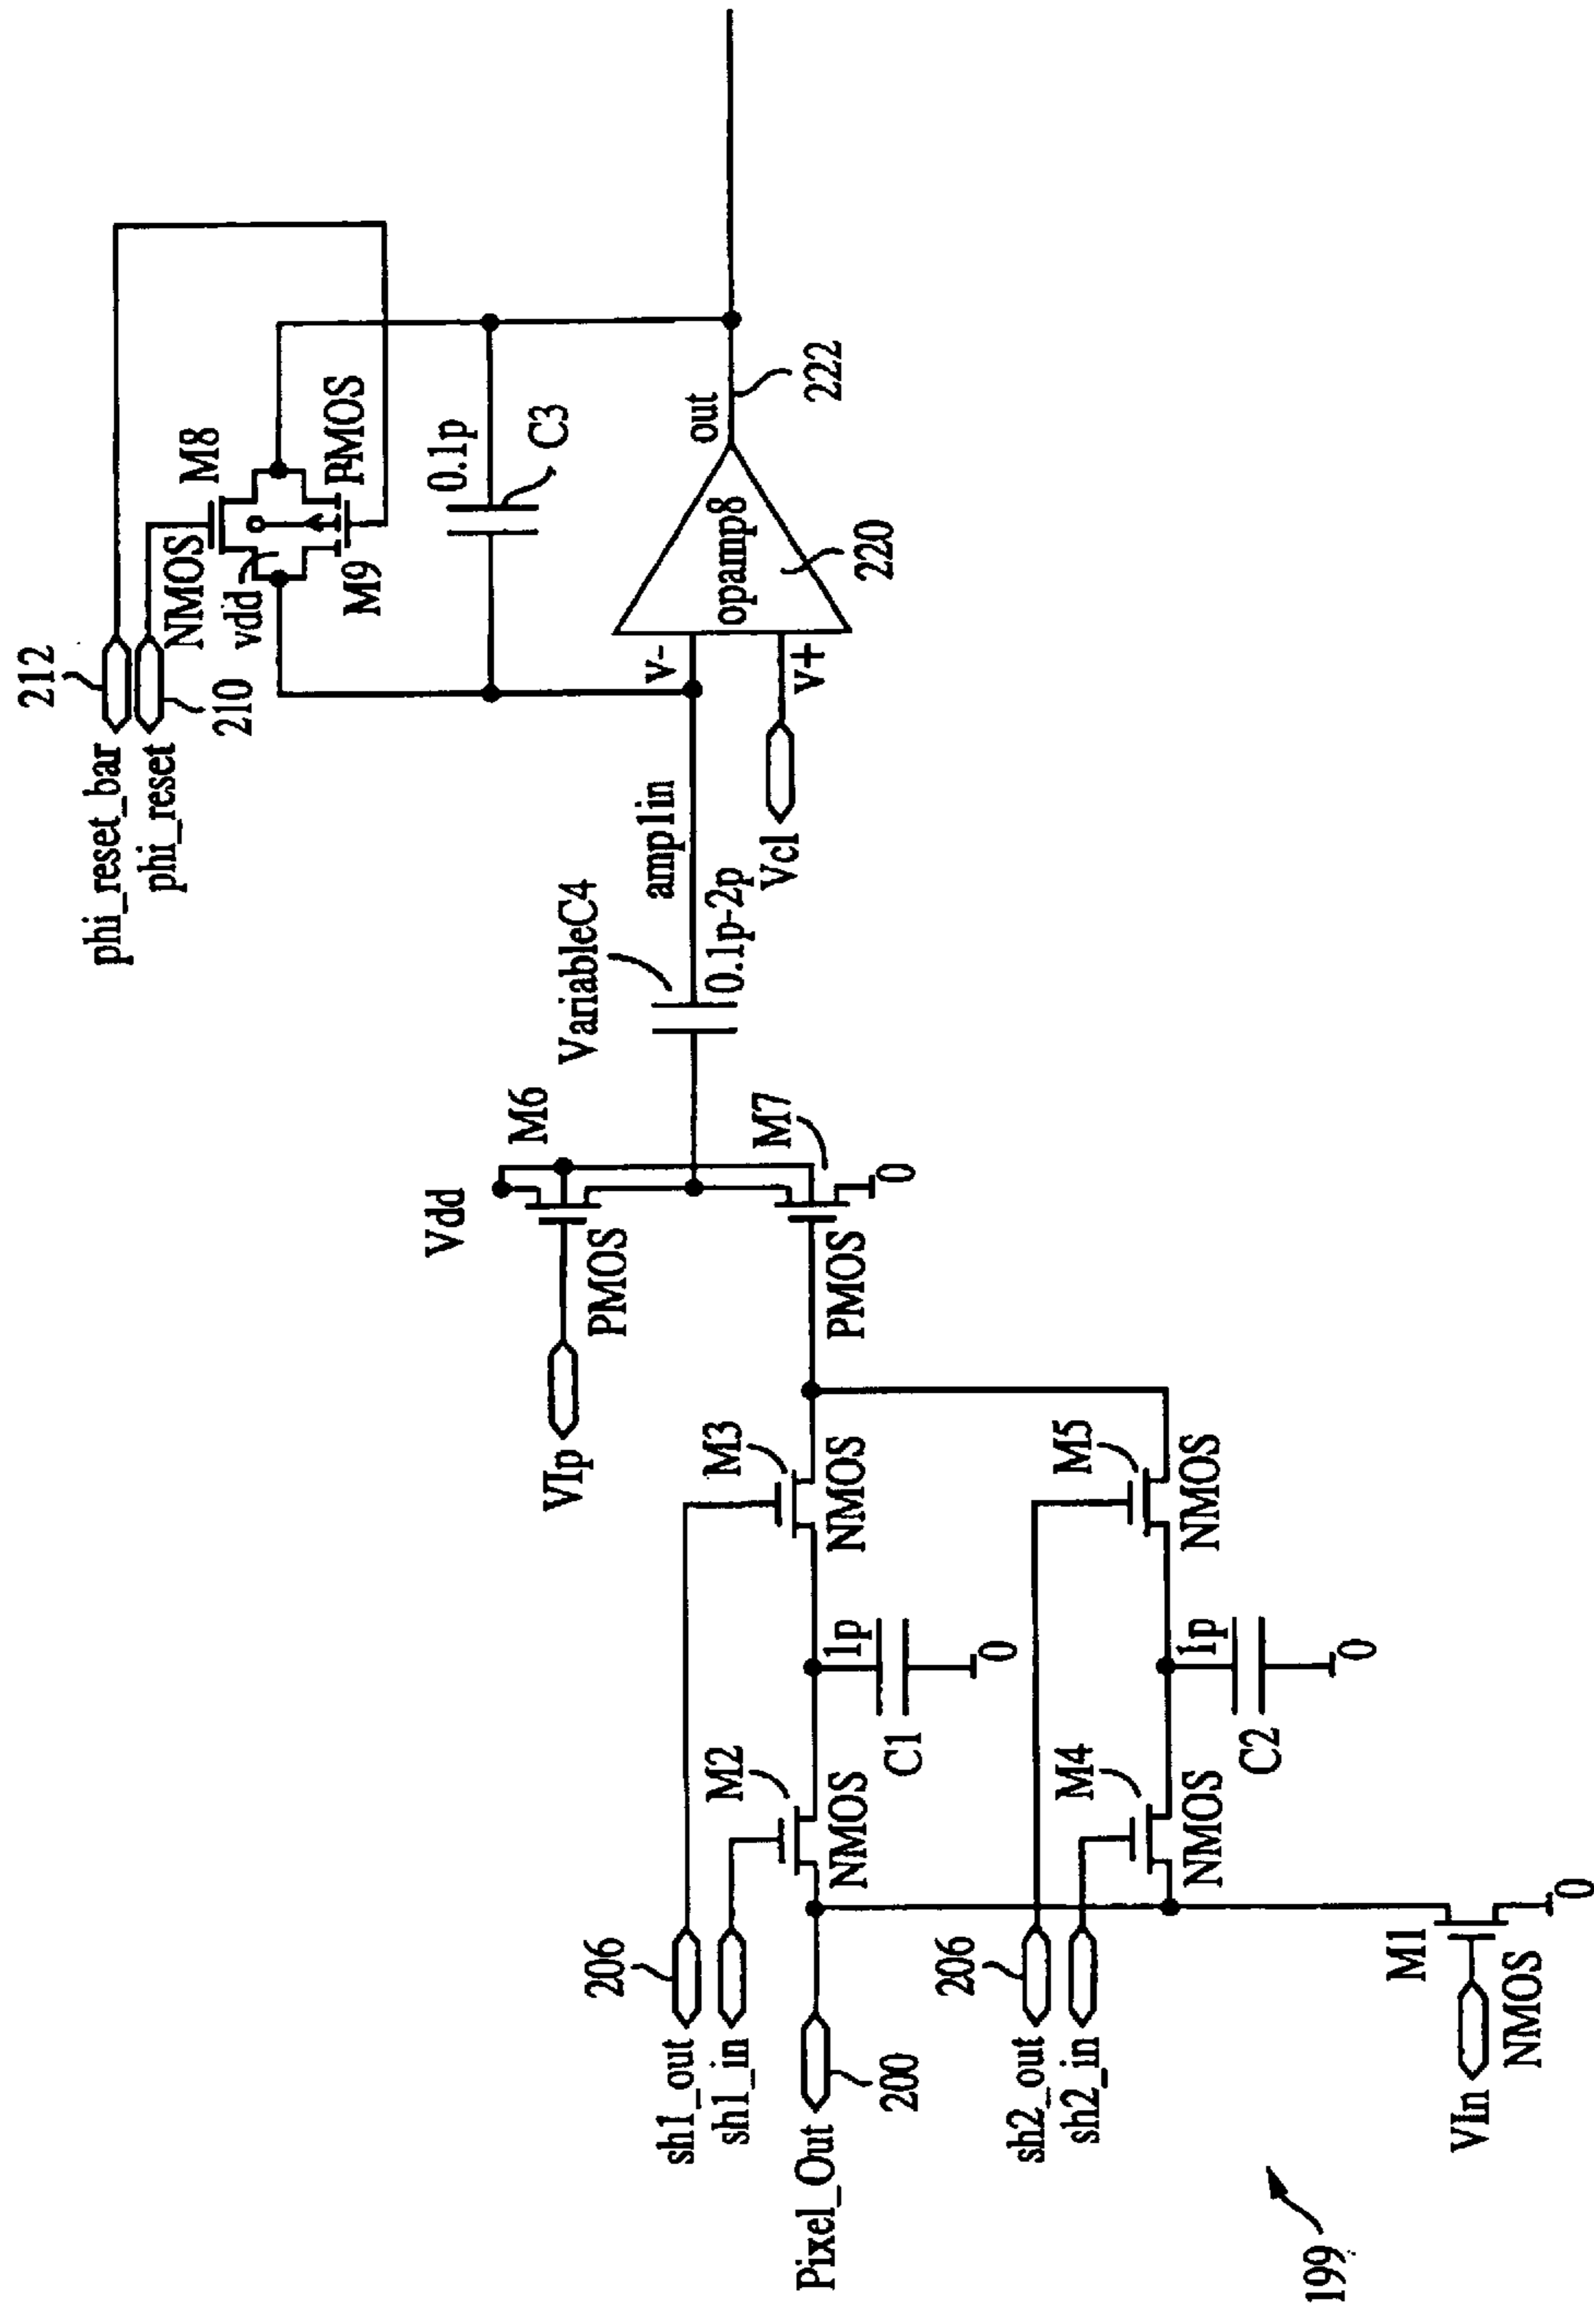 212
phi_reset_bar
phi_reset
210
NMOS
M8
vdd
M9
PMOS
0.1p
C3
VariableC4
amp1in
0.1p-2p
v-
opamp8
out
222
220
v+
Vcl
Vdd
M6
PMOS
VIp
M7
PMOS
0
206
sh1_out
sh1_in
M2
NMOS
M3
NMOS
1p
C1
0
Pixel_Out
200
206
sh2_out
sh2_in
M4
NMOS
M5
NMOS
1p
C2
0
M1
VIn
NMOS
0
199